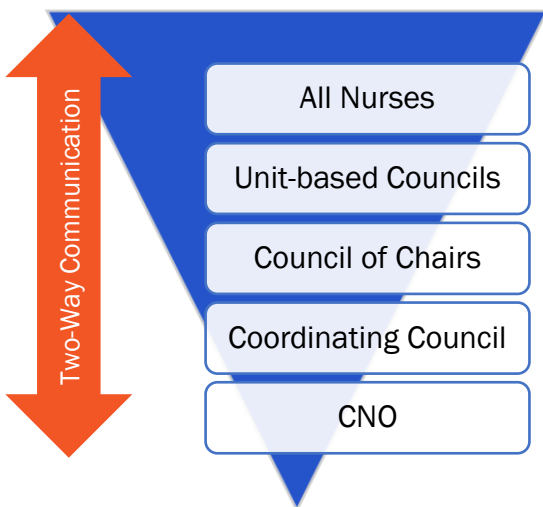 Two-Way Communication
All Nurses
Unit-based Councils
Council of Chairs
Coordinating Council
CNO